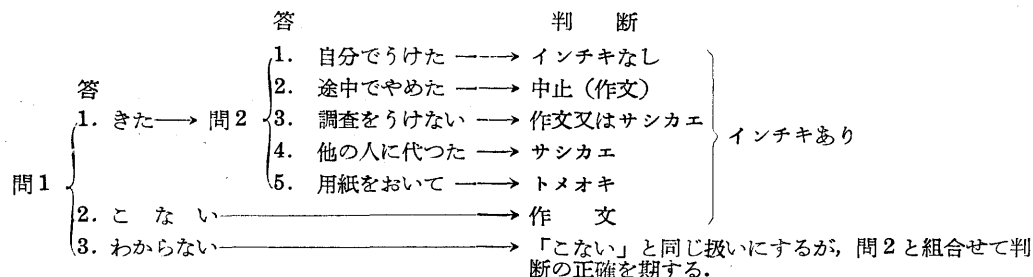 答 判 断
1. 自分でうけた → インチキなし
答 2. 途中でやめた → 中止（作文）
1. きた → 問2 3. 調査をうけない → 作文又はサシカエ インチキあり
4. 他の人に代つた → サシカエ
問1 5. 用紙をおいて → トメオキ
2. こ な い → 作 文
3. わからない → 「こない」と同じ扱いにするが，問2と組合せて判
断の正確を期する．